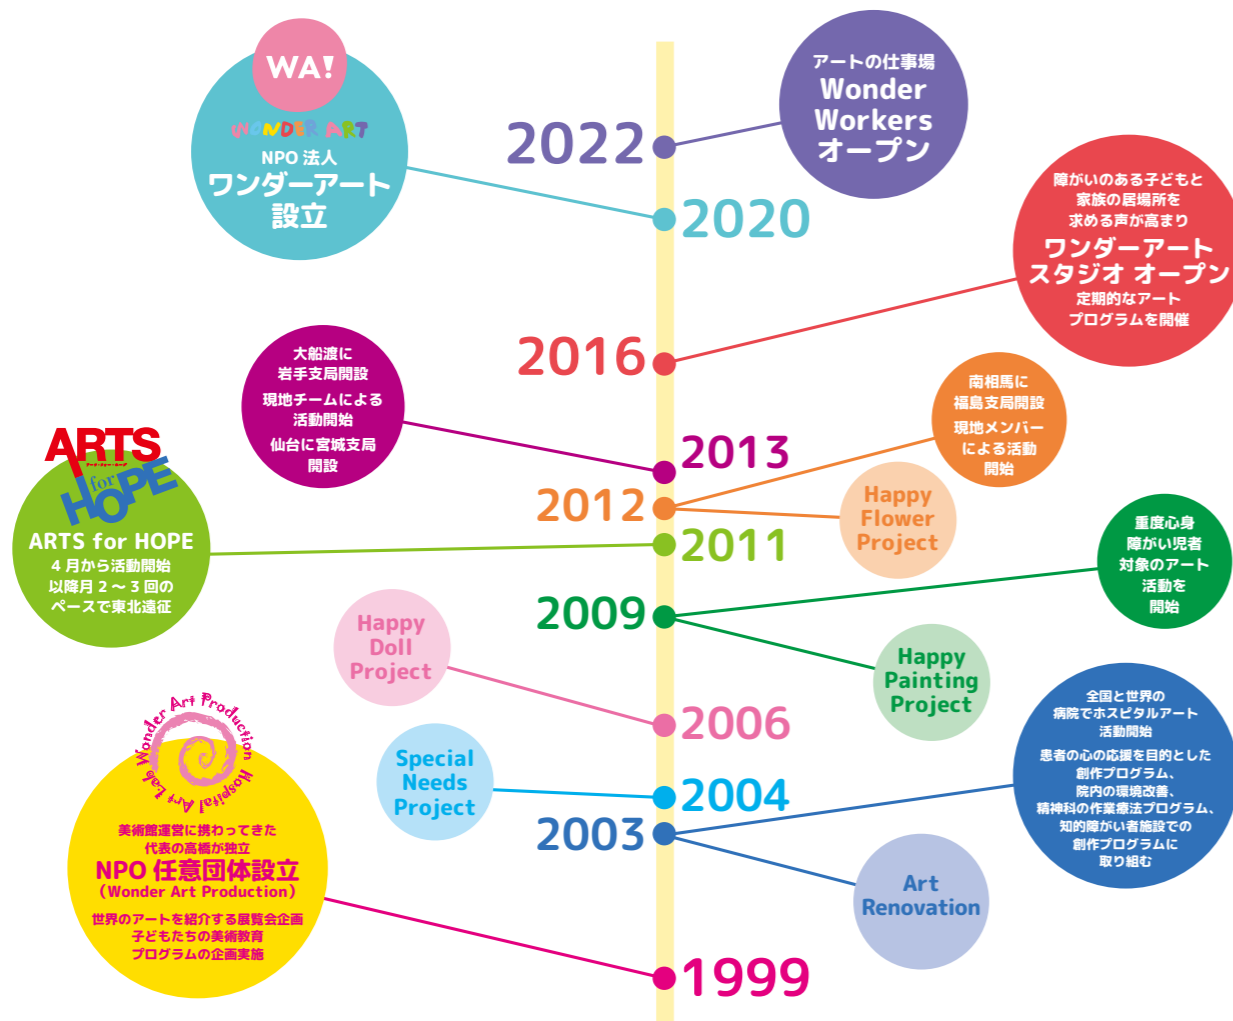 WA!
WONDER ART
NPO 法人
ワンダーアート
設立
アートの仕事場
Wonder
Workers
オープン
2022
2020
障がいのある子どもと
家族の居場所を
求める声が高まり
ワンダーアート
スタジオ オープン
定期的なアート
プログラムを開催
2016
大船渡に
岩手支局開設
現地チームによる
活動開始
仙台に宮城支局
開設
2013
南相馬に
福島支局開設
現地メンバー
による活動
開始
2012
Happy
Flower
Project
ARTS
アーツ・フォー・ホープ
for
HOPE
ARTS for HOPE
4 月から活動開始
以降月 2 ～ 3 回の
ペースで東北遠征
2011
重度心身
障がい児者
対象のアート
活動を
開始
2009
Happy
Painting
Project
Happy
Doll
Project
2006
Special
Needs
Project
2004
2003
全国と世界の
病院でホスピタルアート
活動開始
患者の心の応援を目的とした
創作プログラム、
院内の環境改善、
精神科の作業療法プログラム、
知的障がい者施設での
創作プログラムに
取り組む
Art
Renovation
Wonder Art Production Hospital Art Lab
美術館運営に携わってきた
代表の高橋が独立
NPO 任意団体設立
（Wonder Art Production）
世界のアートを紹介する展覧会企画
子どもたちの美術教育
プログラムの企画実施
1999